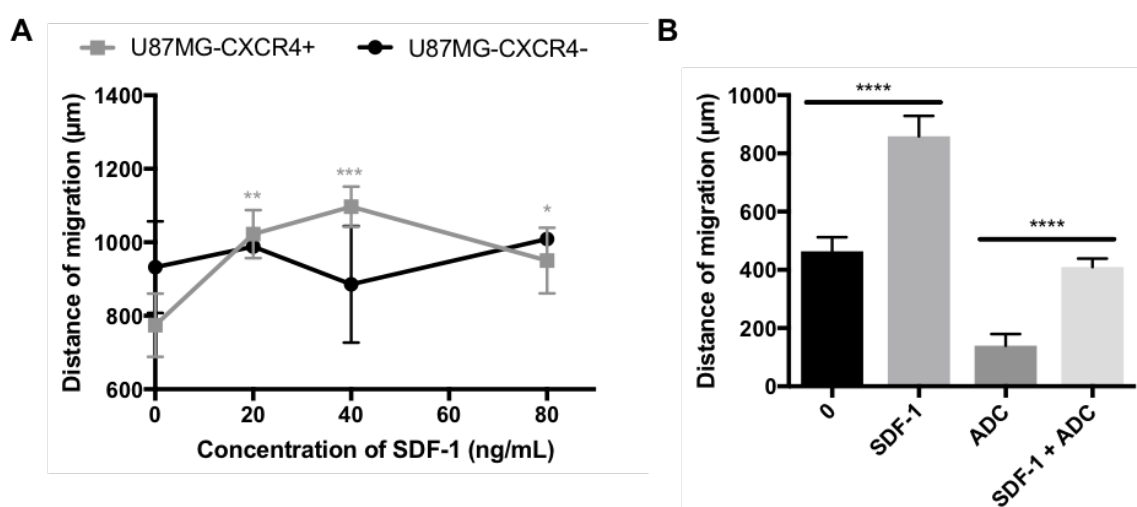 A
U87MG-CXCR4+ U87MG-CXCR4-
Distance of migration (µm)
1400
1200
1000
800
600
**
***
*
0 20 40 60 80
Concentration of SDF-1 (ng/mL)
B
Distance of migration (µm)
1000
800
600
400
200
0
****
****
0 SDF-1 ADC SDF-1 + ADC